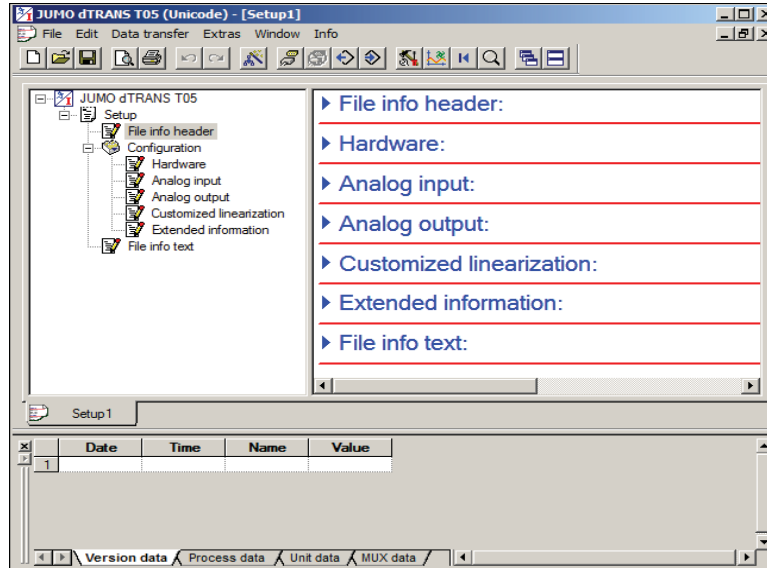 JUMO dTRANS T05 (Unicode) - [Setup1]
File Edit Data transfer Extras Window Info
JUMO dTRANS T05
Setup
File info header
Configuration
Hardware
Analog input
Analog output
Customized linearization
Extended information
File info text
File info header:
Hardware:
Analog input:
Analog output:
Customized linearization:
Extended information:
File info text:
Setup1
Date Time Name Value
1
Version data Process data Unit data MUX data